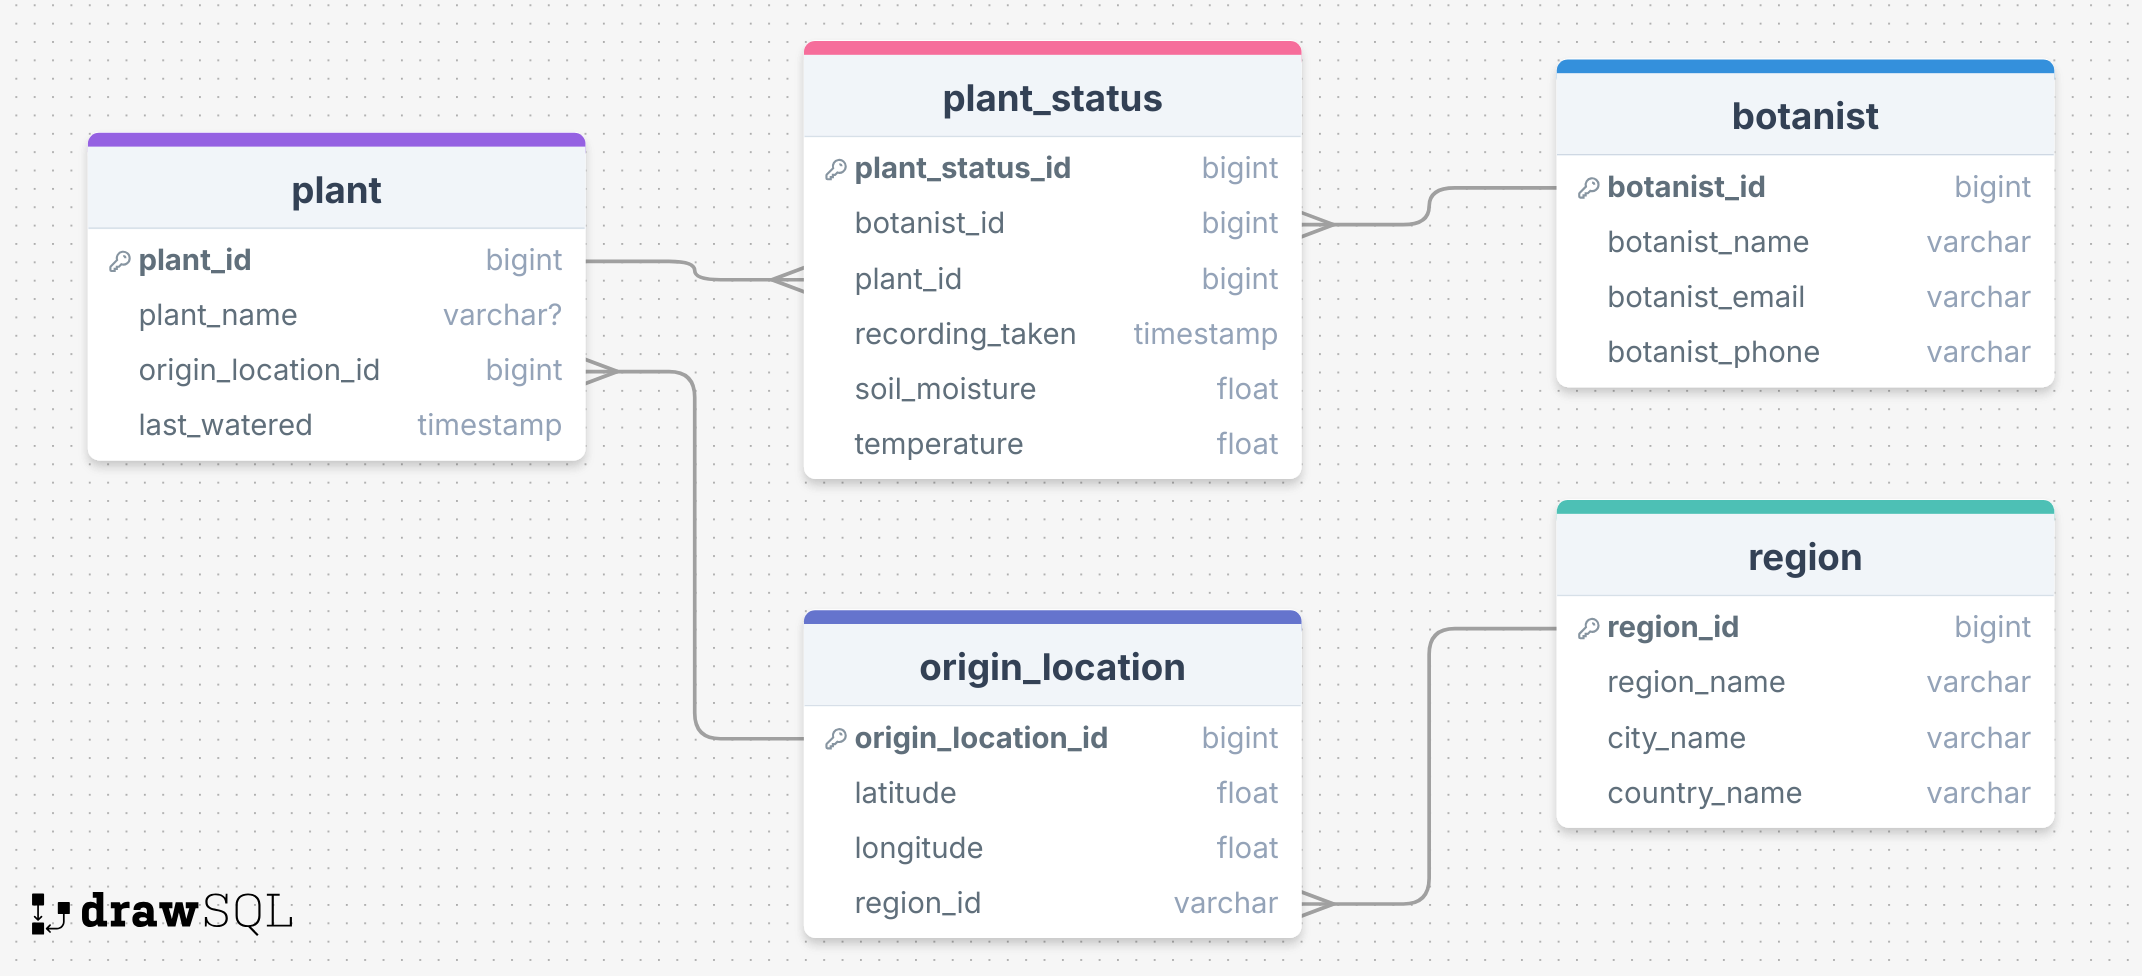 plant
plant_id bigint
plant_name varchar?
origin_location_id bigint
last_watered timestamp
plant_status
plant_status_id bigint
botanist_id bigint
plant_id bigint
recording_taken timestamp
soil_moisture float
temperature float
botanist
botanist_id bigint
botanist_name varchar
botanist_email varchar
botanist_phone varchar
origin_location
origin_location_id bigint
latitude float
longitude float
region_id varchar
region
region_id bigint
region_name varchar
city_name varchar
country_name varchar
drawSQL